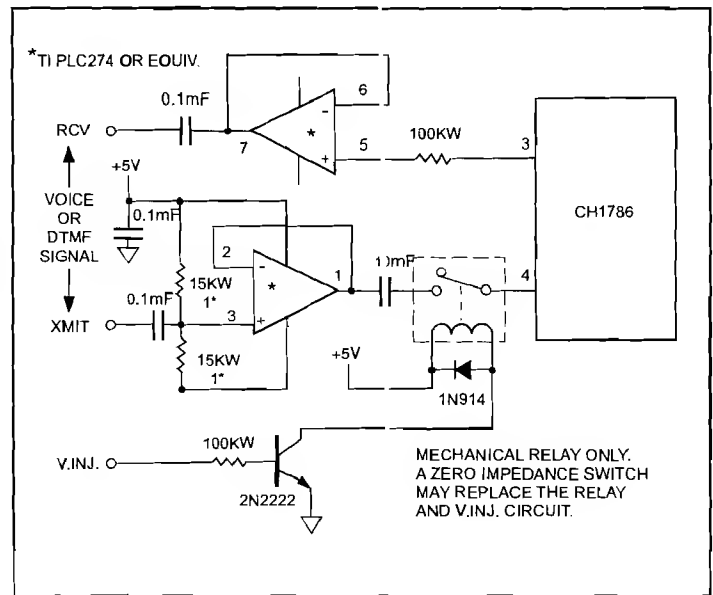 *TI PLC274 OR EQUIV.
0.1mF
6
-
*
+
7
5
100KW
3
RCV
+5V
0.1mF
VOICE
OR
DTMF
SIGNAL
CH1786
2
-
*
+
1
4
15KW
1*
0.1mF
3
XMIT
15KW
1*
+5V
1N914
100KW
V.INJ.
2N2222
MECHANICAL RELAY ONLY.
A ZERO IMPEDANCE SWITCH
MAY REPLACE THE RELAY
AND V.INJ. CIRCUIT.